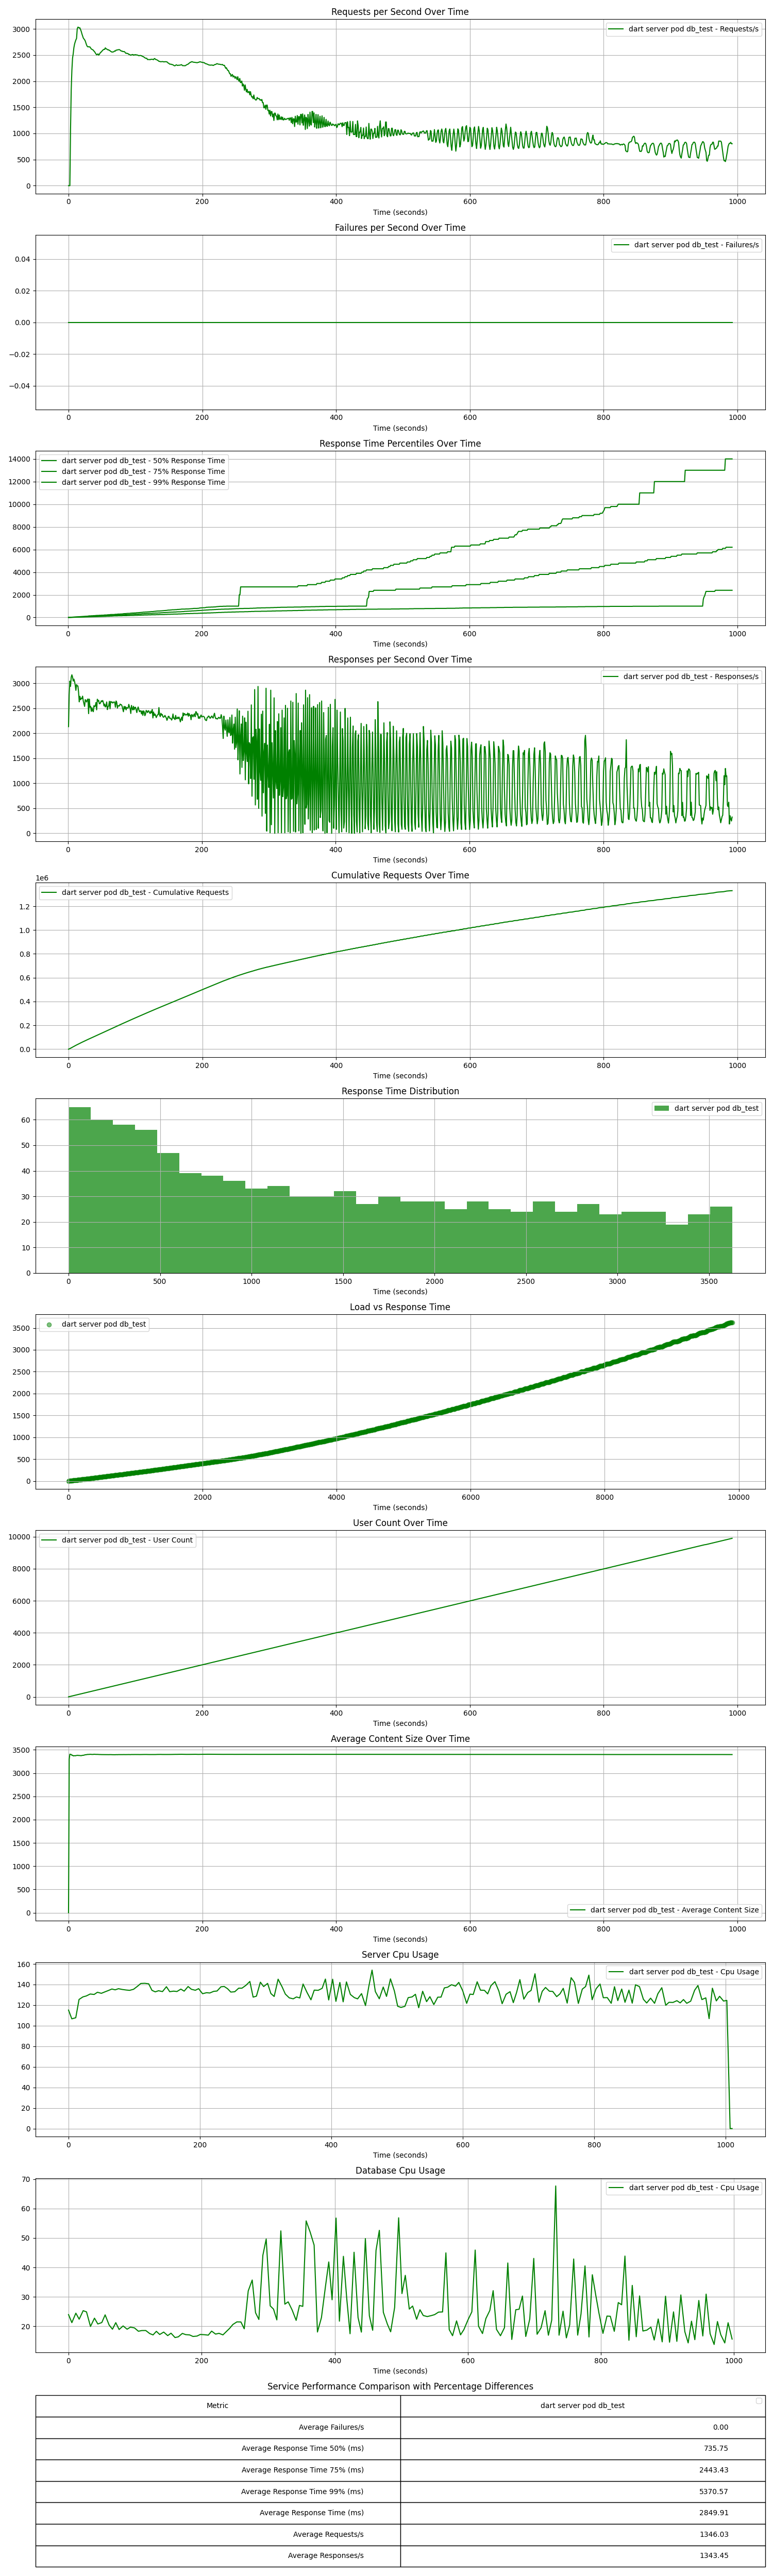 Requests per Second Over Time
dart server pod db_test - Requests/s
3000
2500
2000
1500
1000
500
0
0 200 400 600 800 1000
Time (seconds)
Failures per Second Over Time
dart server pod db_test - Failures/s
0.04
0.02
0.00
−0.02
−0.04
0 200 400 600 800 1000
Time (seconds)
Response Time Percentiles Over Time
dart server pod db_test - 50% Response Time
dart server pod db_test - 75% Response Time
dart server pod db_test - 99% Response Time
14000
12000
10000
8000
6000
4000
2000
0
0 200 400 600 800 1000
Time (seconds)
Responses per Second Over Time
dart server pod db_test - Responses/s
3000
2500
2000
1500
1000
500
0
0 200 400 600 800 1000
Time (seconds)
Cumulative Requests Over Time
1e6
dart server pod db_test - Cumulative Requests
1.2
1.0
0.8
0.6
0.4
0.2
0.0
0 200 400 600 800 1000
Time (seconds)
Response Time Distribution
dart server pod db_test
60
50
40
30
20
10
0
0 500 1000 1500 2000 2500 3000 3500
Time (seconds)
Load vs Response Time
dart server pod db_test
3500
3000
2500
2000
1500
1000
500
0
0 2000 4000 6000 8000 10000
Time (seconds)
User Count Over Time
dart server pod db_test - User Count
10000
8000
6000
4000
2000
0
0 200 400 600 800 1000
Time (seconds)
Average Content Size Over Time
3500
3000
2500
2000
1500
1000
500
0
dart server pod db_test - Average Content Size
0 200 400 600 800 1000
Time (seconds)
Server Cpu Usage
dart server pod db_test - Cpu Usage
160
140
120
100
80
60
40
20
0
0 200 400 600 800 1000
Time (seconds)
Database Cpu Usage
dart server pod db_test - Cpu Usage
70
60
50
40
30
20
0 200 400 600 800 1000
Time (seconds)
Service Performance Comparison with Percentage Differences
Metric dart server pod db_test
Average Failures/s 0.00
Average Response Time 50% (ms) 735.75
Average Response Time 75% (ms) 2443.43
Average Response Time 99% (ms) 5370.57
Average Response Time (ms) 2849.91
Average Requests/s 1346.03
Average Responses/s 1343.45